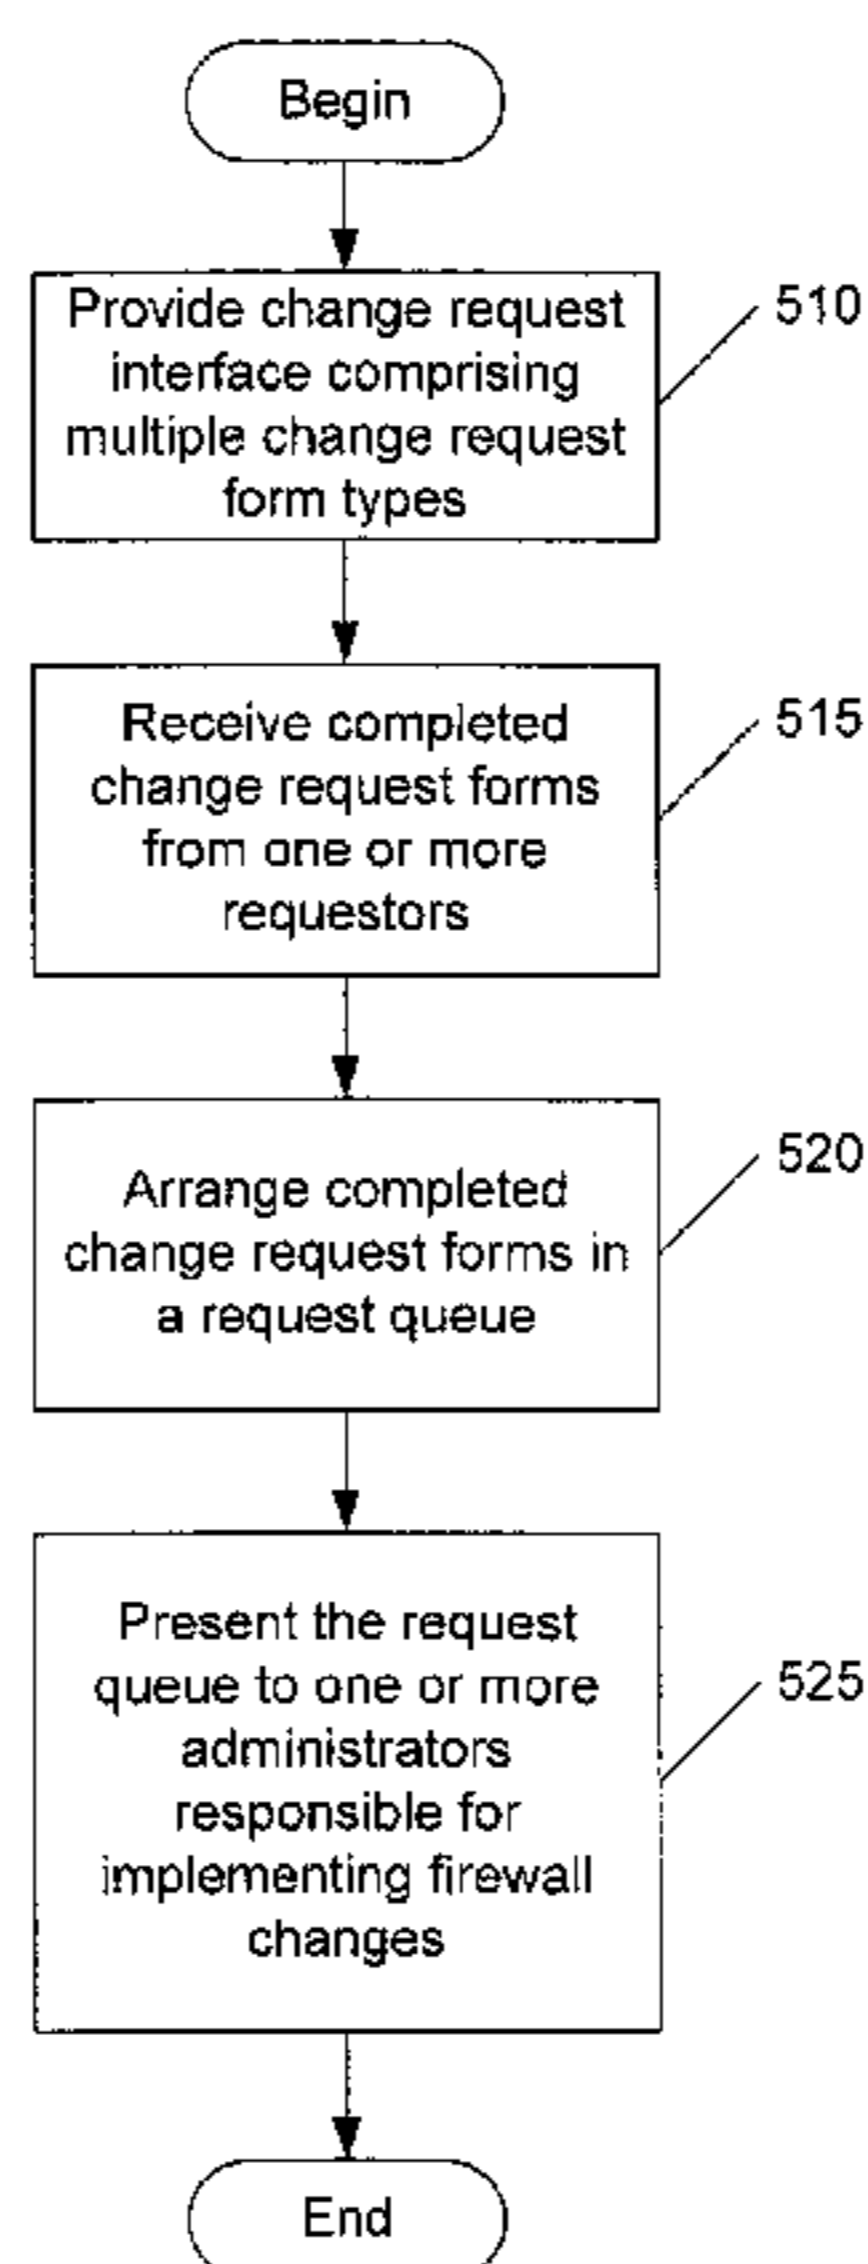 Begin
Provide change request
interface comprising
multiple change request
form types
510
Receive completed
change request forms
from one or more
requestors
515
Arrange completed
change request forms in
a request queue
520
Present the request
queue to one or more
administrators
responsible for
implementing firewall
changes
525
End